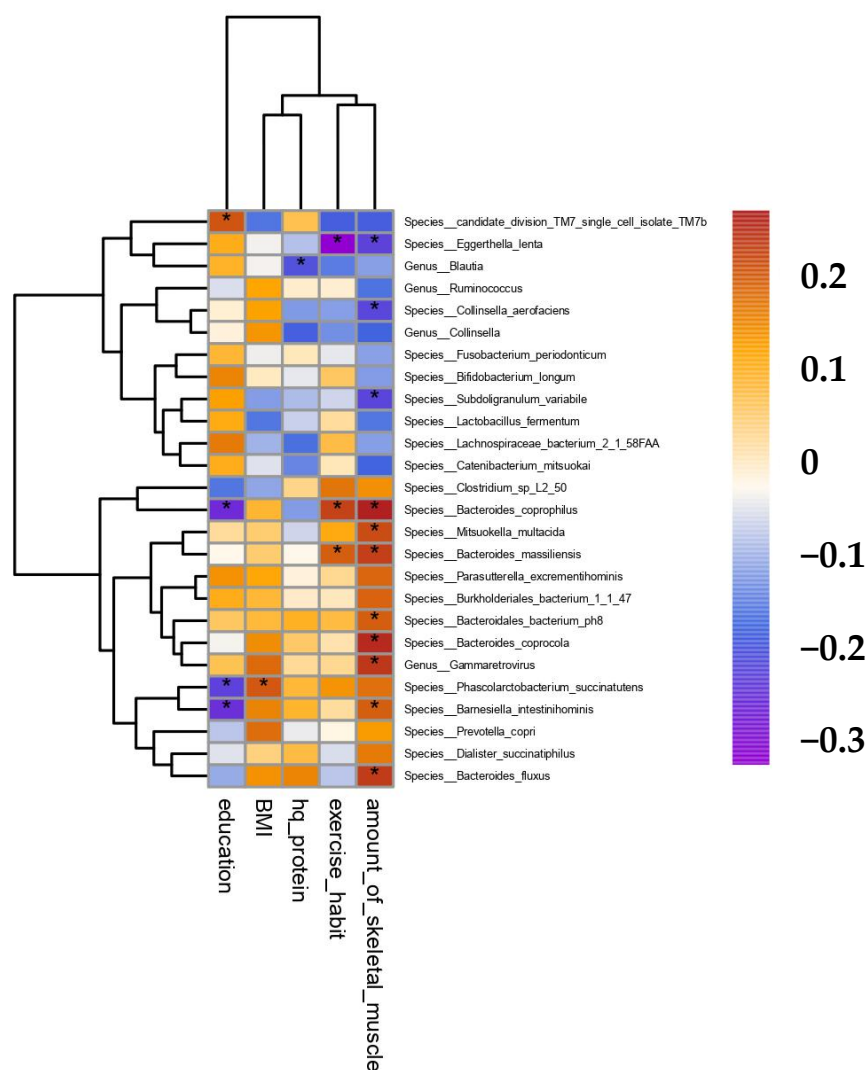 Species__candidate_division_TM7_single_cell_isolate_TM7b
* 
Species__Eggerthella_lenta
* *
Genus__Blautia
*
Genus__Ruminococcus
Species__Collinsella_aerofaciens
*
Genus__Collinsella
Species__Fusobacterium_periodonticum
Species__Bifidobacterium_longum
Species__Subdoligranulum_variabile
*
Species__Lactobacillus_fermentum
Species__Lachnospiraceae_bacterium_2_1_58FAA
Species__Catenibacterium_mitsuokai
Species__Clostridium_sp_L2_50
Species__Bacteroides_coprophilus
* * *
Species__Mitsuokella_multacida
*
Species__Bacteroides_massiliensis
* *
Species__Parasutterella_excrementihominis
Species__Burkholderiales_bacterium_1_1_47
Species__Bacteroidales_bacterium_ph8
*
Species__Bacteroides_coprocola
*
Genus__Gammaretrovirus
*
Species__Phascolarctobacterium_succinatutens
* *
Species__Barnesiella_intestinihominis
* *
Species__Prevotella_copri
Species__Dialister_succinatiphilus
Species__Bacteroides_fluxus
*
education
BMI
hq_protein
exercise_habit
amount_of_skeletal_muscle
0.2
0.1
0
−0.1
−0.2
−0.3